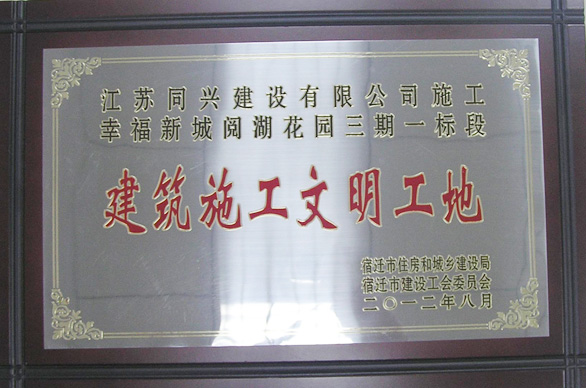 江苏同兴建设有限公司施工
幸福新城阅湖花园三期一标段
建筑施工文明工地
宿迁市住房和城乡建设局
宿迁市建设工会委员会
二〇一二年八月